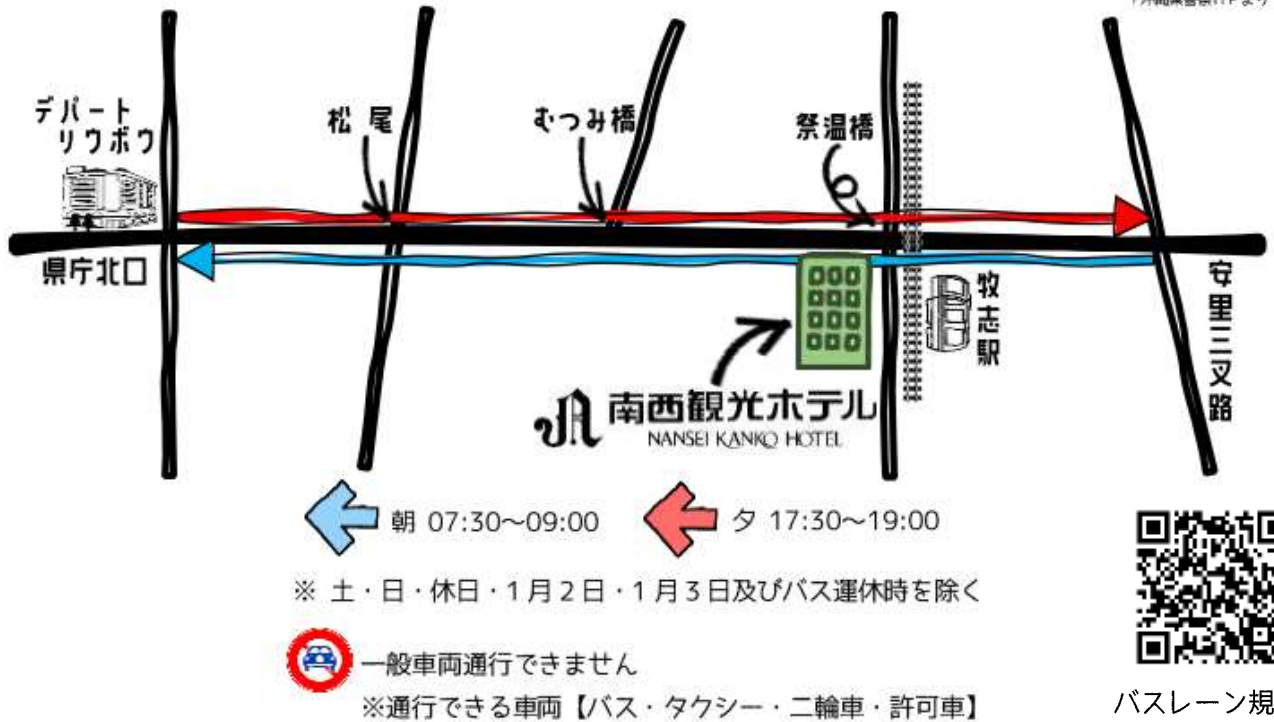 デパート
リウボウ
松尾
むつみ橋
祭温橋
県庁北口
牧志駅
安里三叉路
南西観光ホテル
NANSEI KANKO HOTEL
朝 07:30～09:00
夕 17:30～19:00
※ 土・日・休日・1月2日・1月3日及びバス運休時を除く
一般車両通行できません
※通行できる車両【バス・タクシー・二輪車・許可車】
バスレーン規